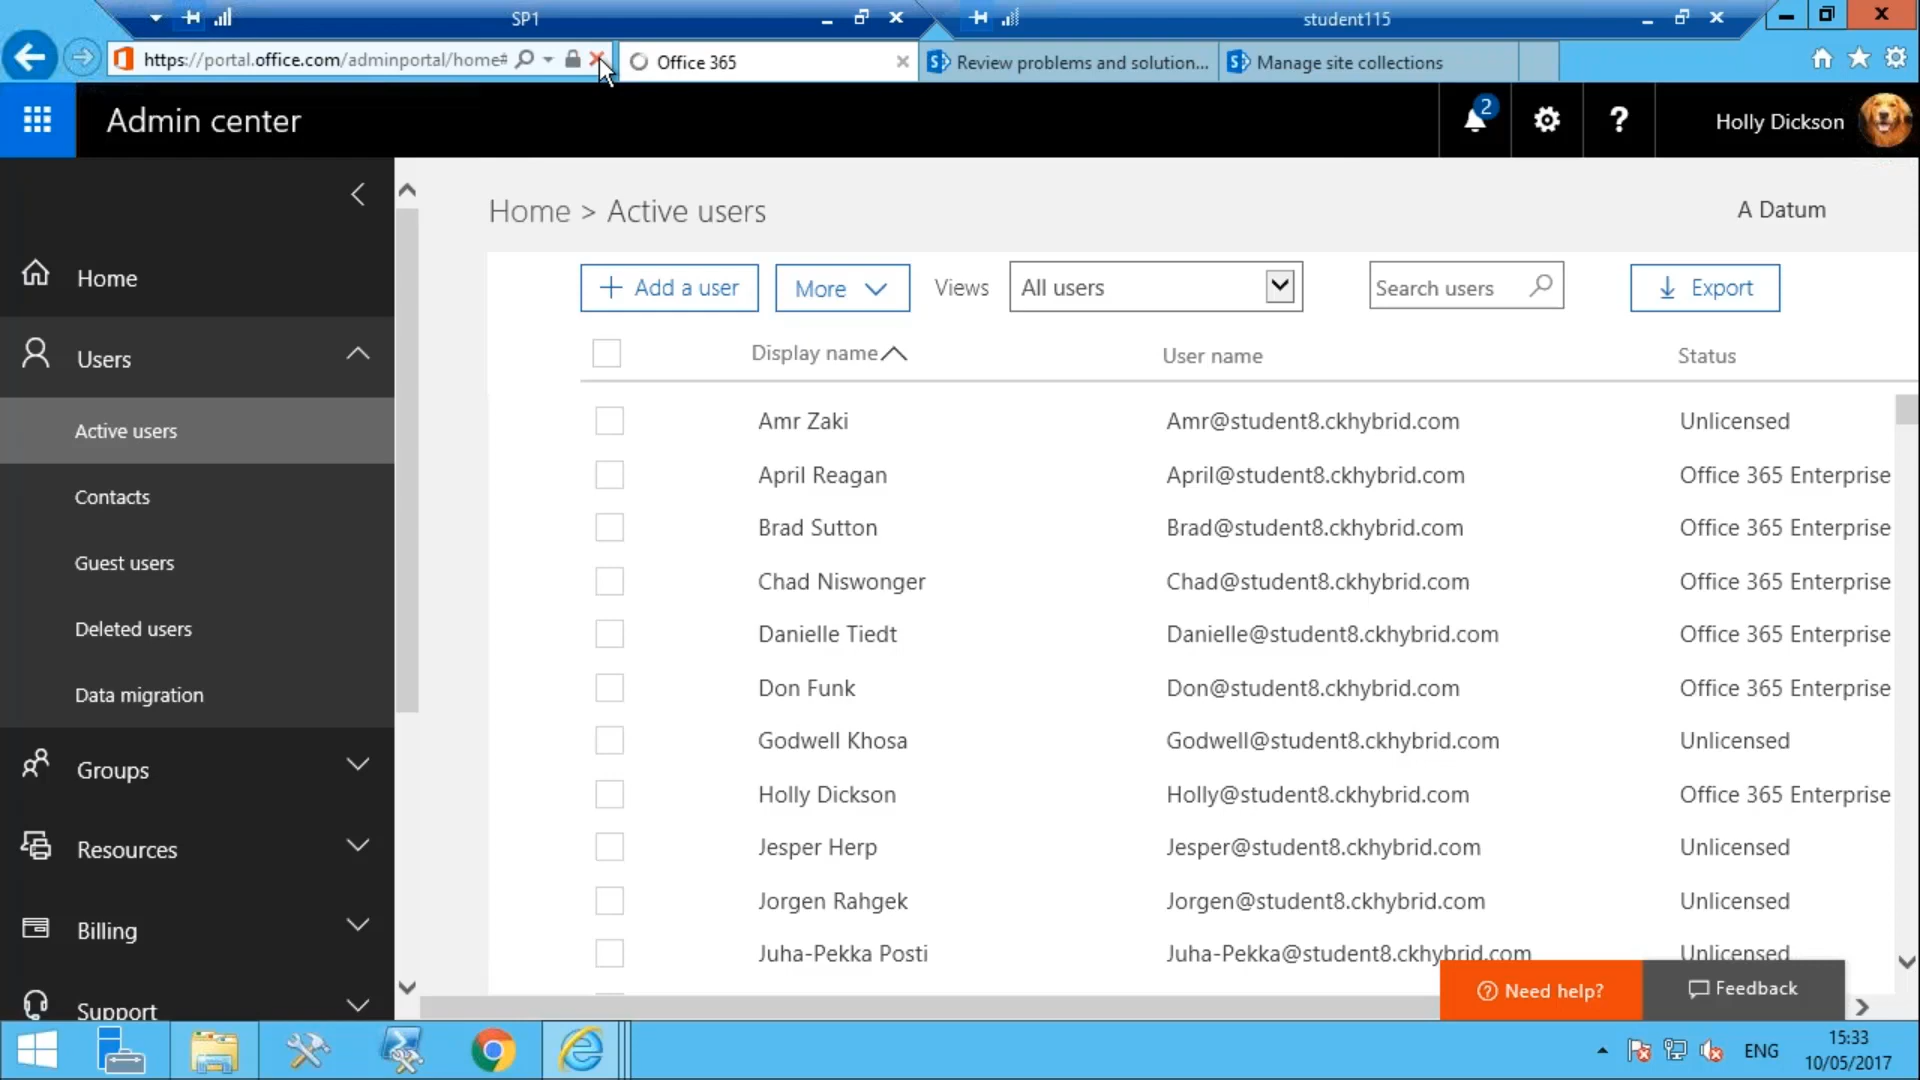 SP1
student115
https://portal.office.com/adminportal/home#
Office 365
Review problems and solution...
Manage site collections
Admin center
2
?
Holly Dickson
Home > Active users
A Datum
Home
Users
Active users
Contacts
Guest users
Deleted users
Data migration
Groups
Resources
Billing
Support
+ Add a user
More
Views
All users
Search users
Export
Display name
User name
Status
Amr Zaki Amr@student8.ckhybrid.com Unlicensed
April Reagan April@student8.ckhybrid.com Office 365 Enterprise
Brad Sutton Brad@student8.ckhybrid.com Office 365 Enterprise
Chad Niswonger Chad@student8.ckhybrid.com Office 365 Enterprise
Danielle Tiedt Danielle@student8.ckhybrid.com Office 365 Enterprise
Don Funk Don@student8.ckhybrid.com Office 365 Enterprise
Godwell Khosa Godwell@student8.ckhybrid.com Unlicensed
Holly Dickson Holly@student8.ckhybrid.com Office 365 Enterprise
Jesper Herp Jesper@student8.ckhybrid.com Unlicensed
Jorgen Rahgek Jorgen@student8.ckhybrid.com Unlicensed
Juha-Pekka Posti Juha-Pekka@student8.ckhybrid.com Unlicensed
Need help?
Feedback
ENG
15:33
10/05/2017